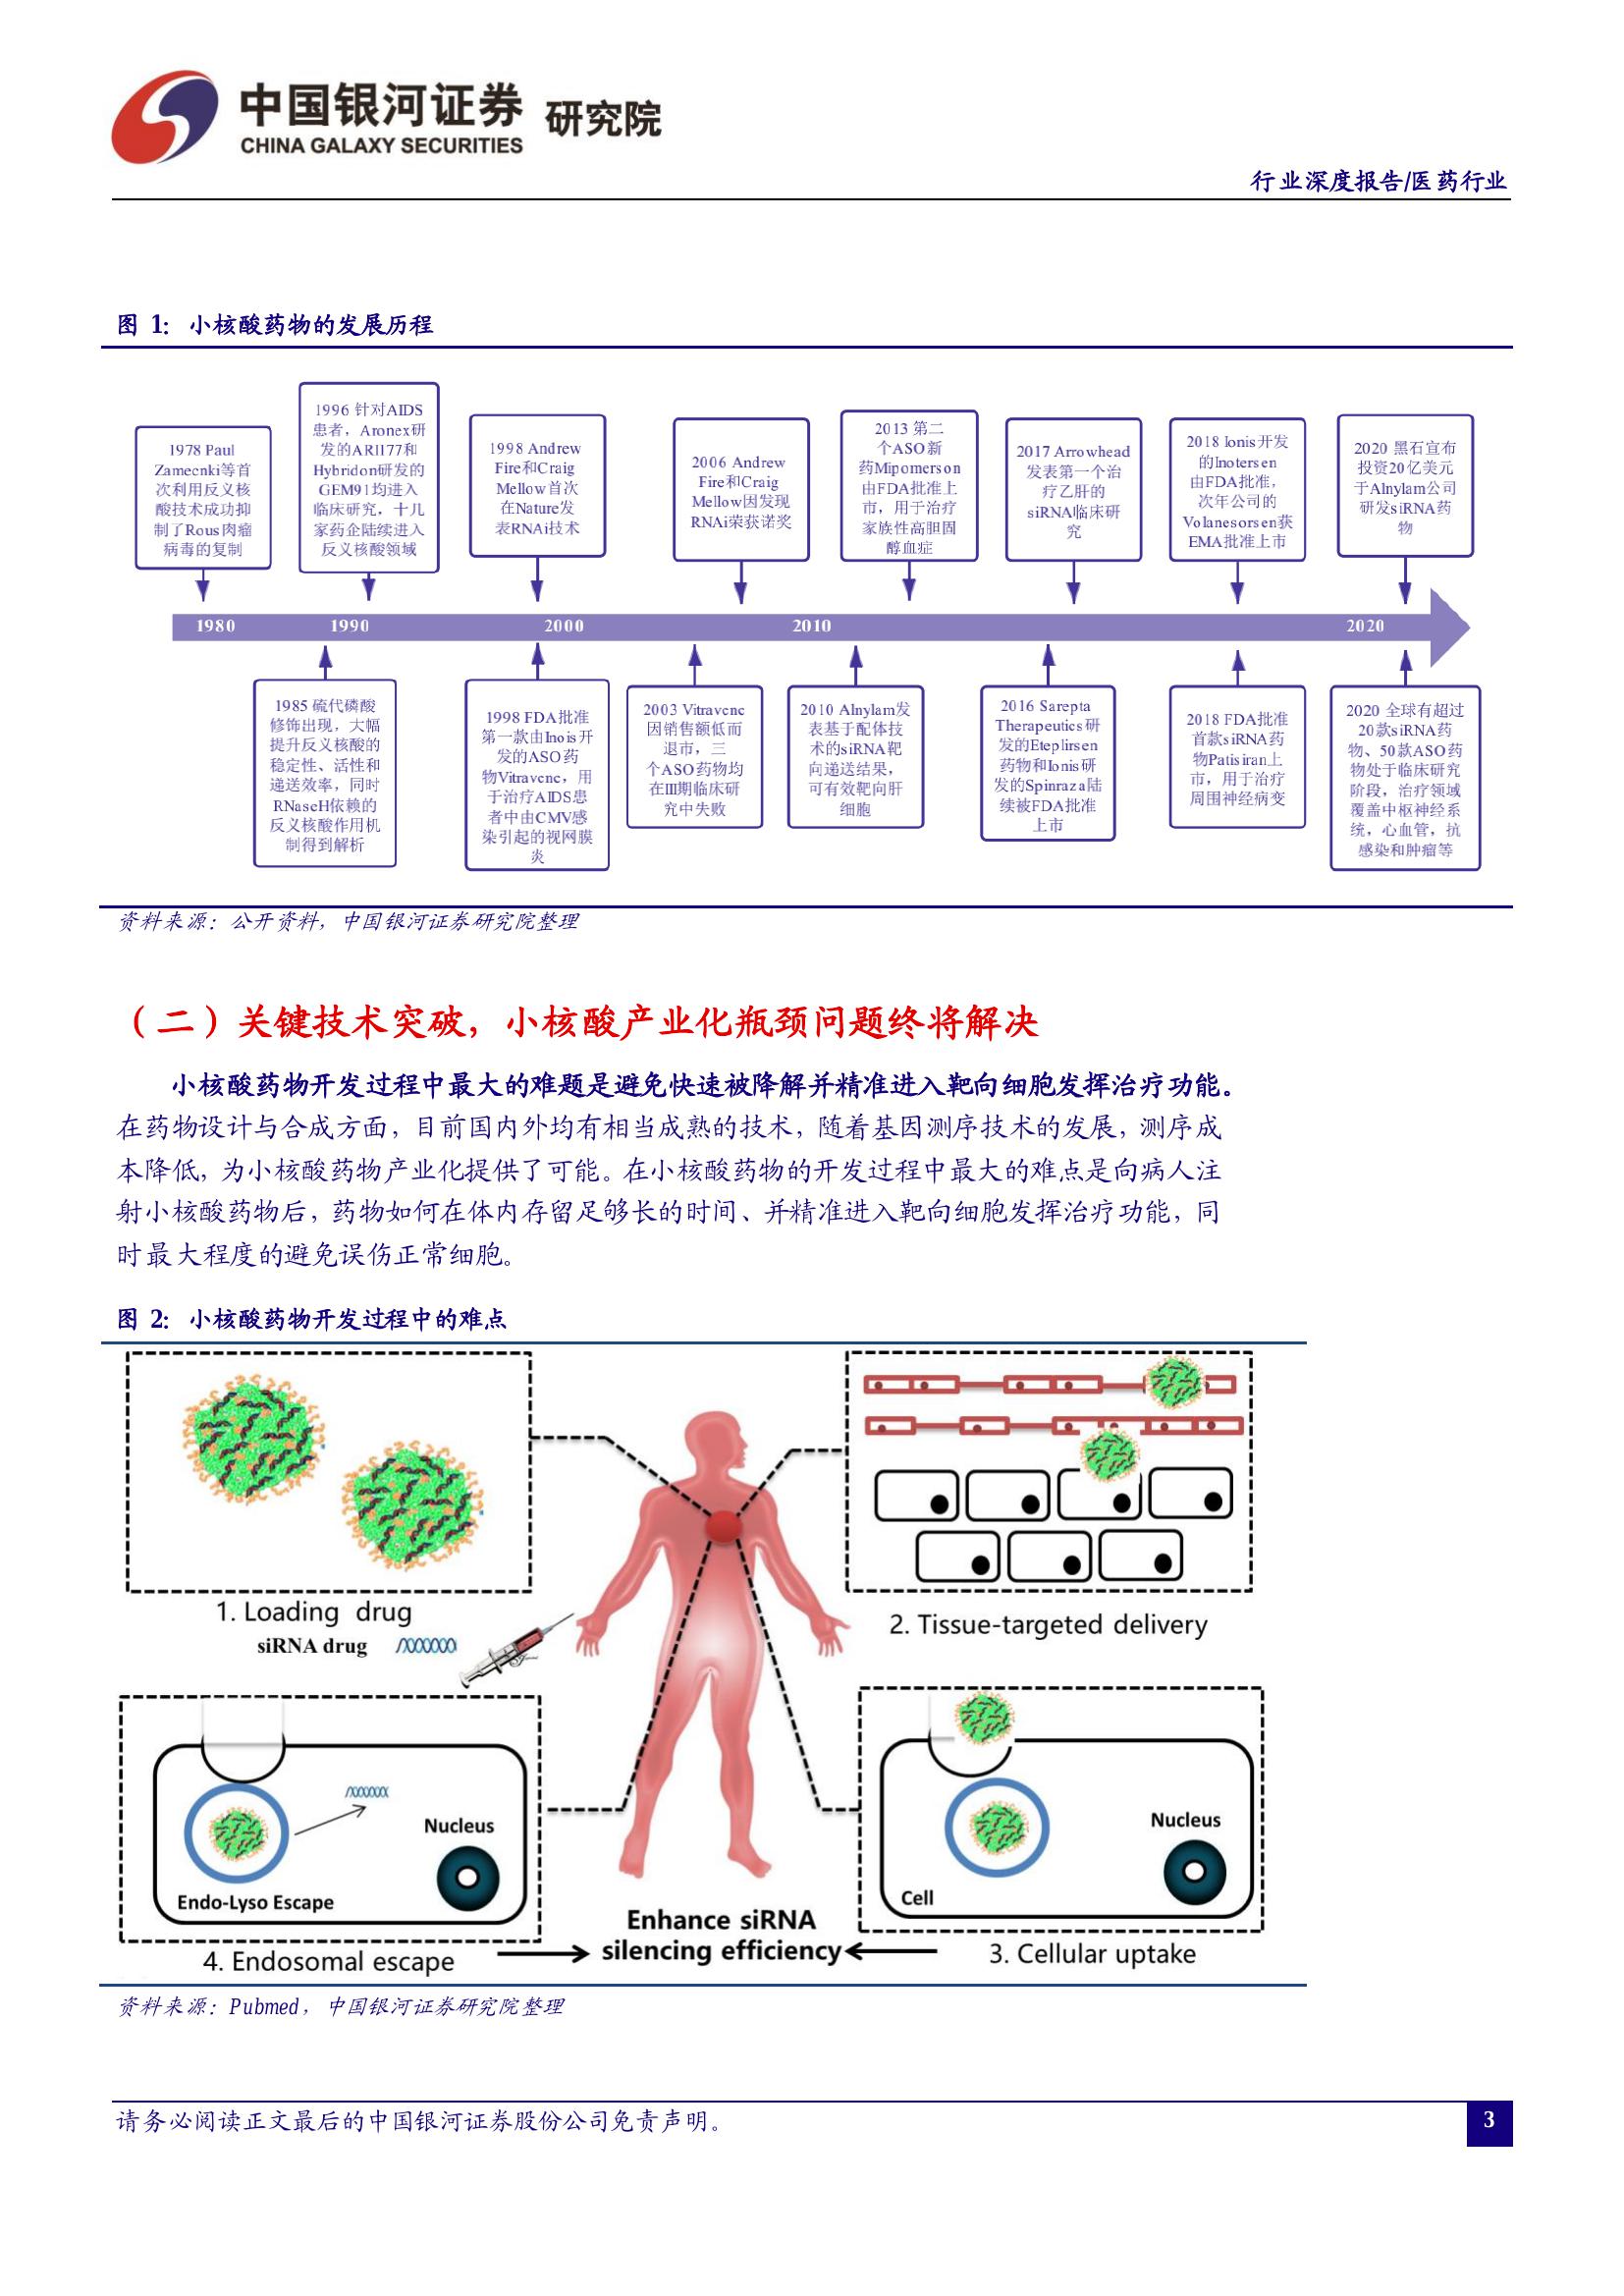 中国银河证券 研究院
CHINA GALAXY SECURITIES
行业深度报告/医药行业
图 1：小核酸药物的发展历程
1978 Paul
Zamecnki等首
次利用反义核
酸技术成功抑
制了Rous肉瘤
病毒的复制
1996 针对AIDS
患者，Aronex研
发的AR177和
Hybridon研发的
GEM91均进入
临床研究，十几
家药企陆续进入
反义核酸领域
1998 Andrew
Fire和Craig
Mellow首次
在Nature发
表RNAi技术
2006 Andrew
Fire和Craig
Mellow因发现
RNAi荣获诺奖
2013 第二
个ASO新
药Mipomerson
由FDA批准上
市，用于治疗
家族性高胆固
醇血症
2017 Arrowhead
发表第一个治
疗乙肝的
siRNA临床研
究
2018 Ionis开发
的Inotersen
由FDA批准，
次年公司的
Volanesorsen获
EMA批准上市
2020 黑石宣布
投资20亿美元
于Alnylam公司
研发siRNA药
物
1980 1990 2000 2010 2020
1985 硫代磷酸
修饰出现，大幅
提升反义核酸的
稳定性、活性和
递送效率，同时
RNaseH依赖的
反义核酸作用机
制得到解析
1998 FDA批准
第一款由Inois开
发的ASO药
物Vitravene，用
于治疗AIDS患
者中由CMV感
染引起的视网膜
炎
2003 Vitravene
因销售额低而
退市，三
个ASO药物均
在III期临床研
究中失败
2010 Alnylam发
表基于配体技
术的siRNA靶
向递送结果，
可有效靶向肝
细胞
2016 Sarepta
Therapeutics研
发的Eteplirsen
药物和Ionis研
发的Spinraza陆
续被FDA批准
上市
2018 FDA批准
首款siRNA药
物Patisiran上
市，用于治疗
周围神经病变
2020 全球有超过
20款siRNA药
物、50款ASO药
物处于临床研究
阶段，治疗领域
覆盖中枢神经系
统，心血管，抗
感染和肿瘤等
资料来源：公开资料，中国银河证券研究院整理
（二）关键技术突破，小核酸产业化瓶颈问题终将解决
小核酸药物开发过程中最大的难题是避免快速被降解并精准进入靶向细胞发挥治疗功能。
在药物设计与合成方面，目前国内外均有相当成熟的技术，随着基因测序技术的发展，测序成
本降低，为小核酸药物产业化提供了可能。在小核酸药物的开发过程中最大的难点是向病人注
射小核酸药物后，药物如何在体内存留足够长的时间、并精准进入靶向细胞发挥治疗功能，同
时最大程度的避免误伤正常细胞。
图 2：小核酸药物开发过程中的难点
1. Loading drug
siRNA drug
2. Tissue-targeted delivery
Nucleus
Endo-Lyso Escape
4. Endosomal escape
Enhance siRNA
silencing efficiency
Nucleus
Cell
3. Cellular uptake
资料来源：Pubmed，中国银河证券研究院整理
请务必阅读正文最后的中国银河证券股份公司免责声明。
3